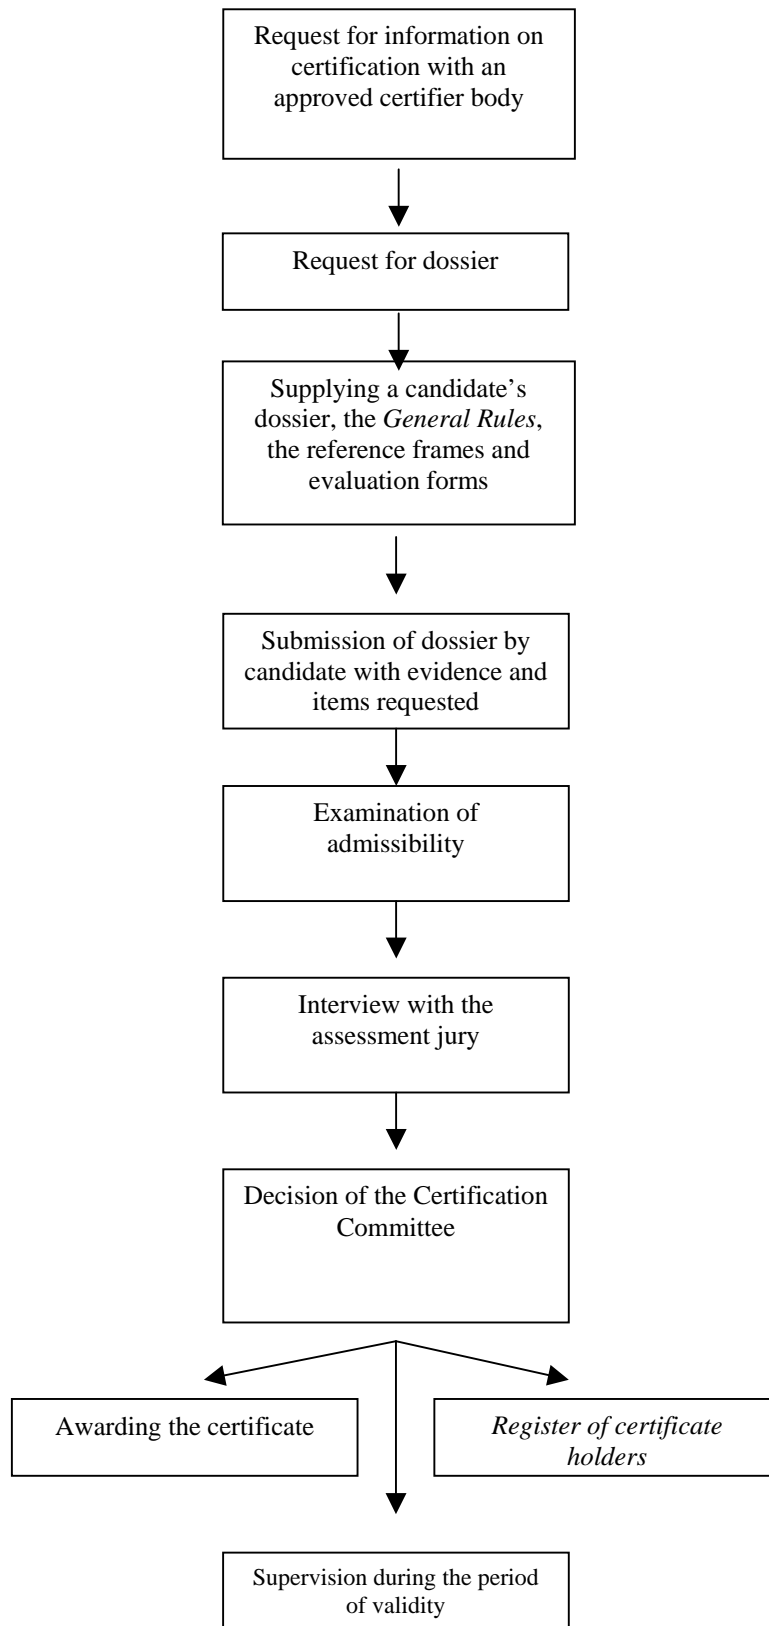 Request for information on
certification with an
approved certifier body
Request for dossier
Supplying a candidate’s
dossier, the General Rules,
the reference frames and
evaluation forms
Submission of dossier by
candidate with evidence and
items requested
Examination of
admissibility
Interview with the
assessment jury
Decision of the Certification
Committee
Awarding the certificate
Register of certificate
holders
Supervision during the period
of validity